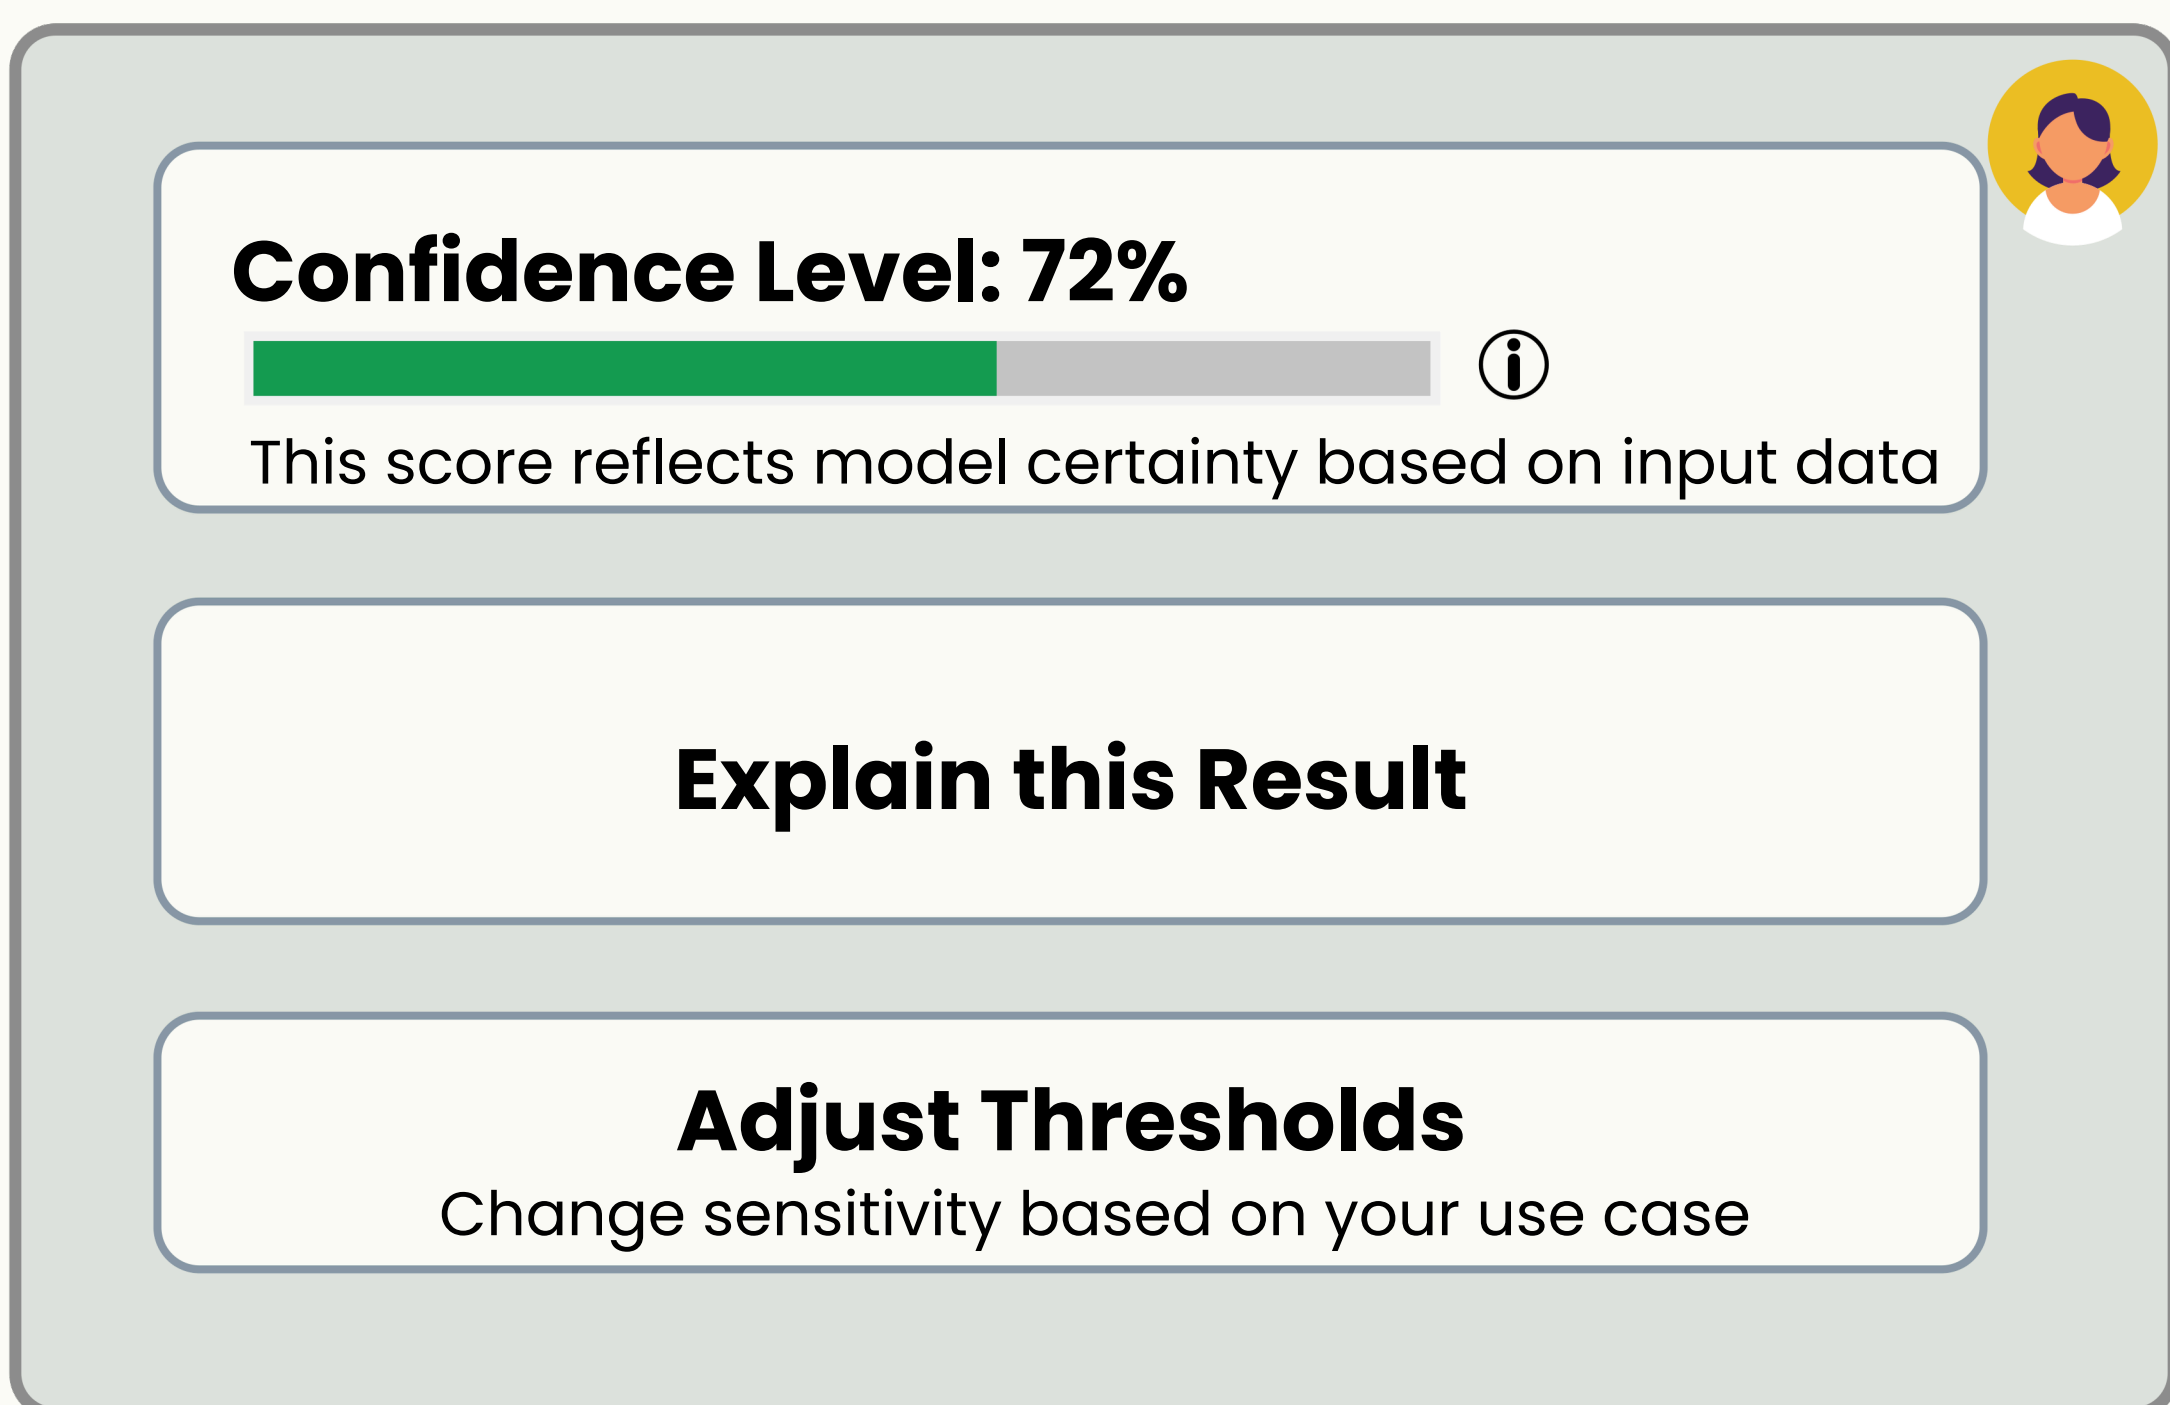 Confidence Level: 72%
This score reflects model certainty based on input data
Explain this Result
Adjust Thresholds
Change sensitivity based on your use case